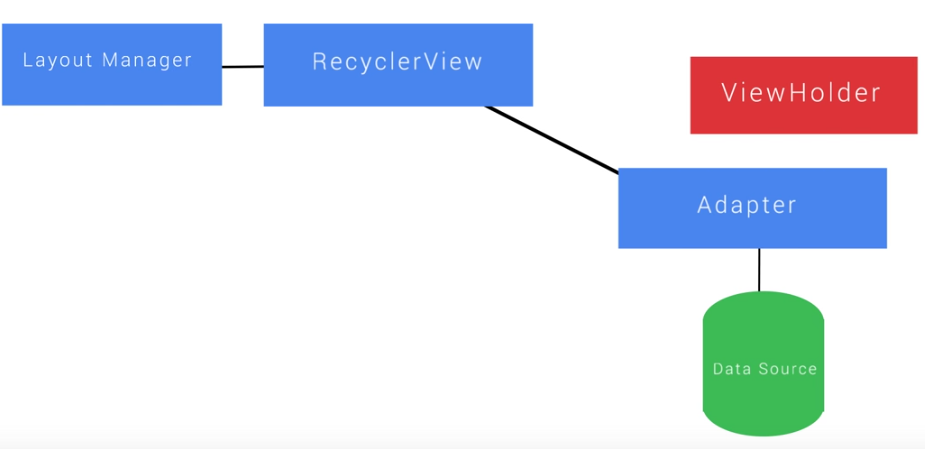 Layout Manager
RecyclerView
ViewHolder
Adapter
Data Source